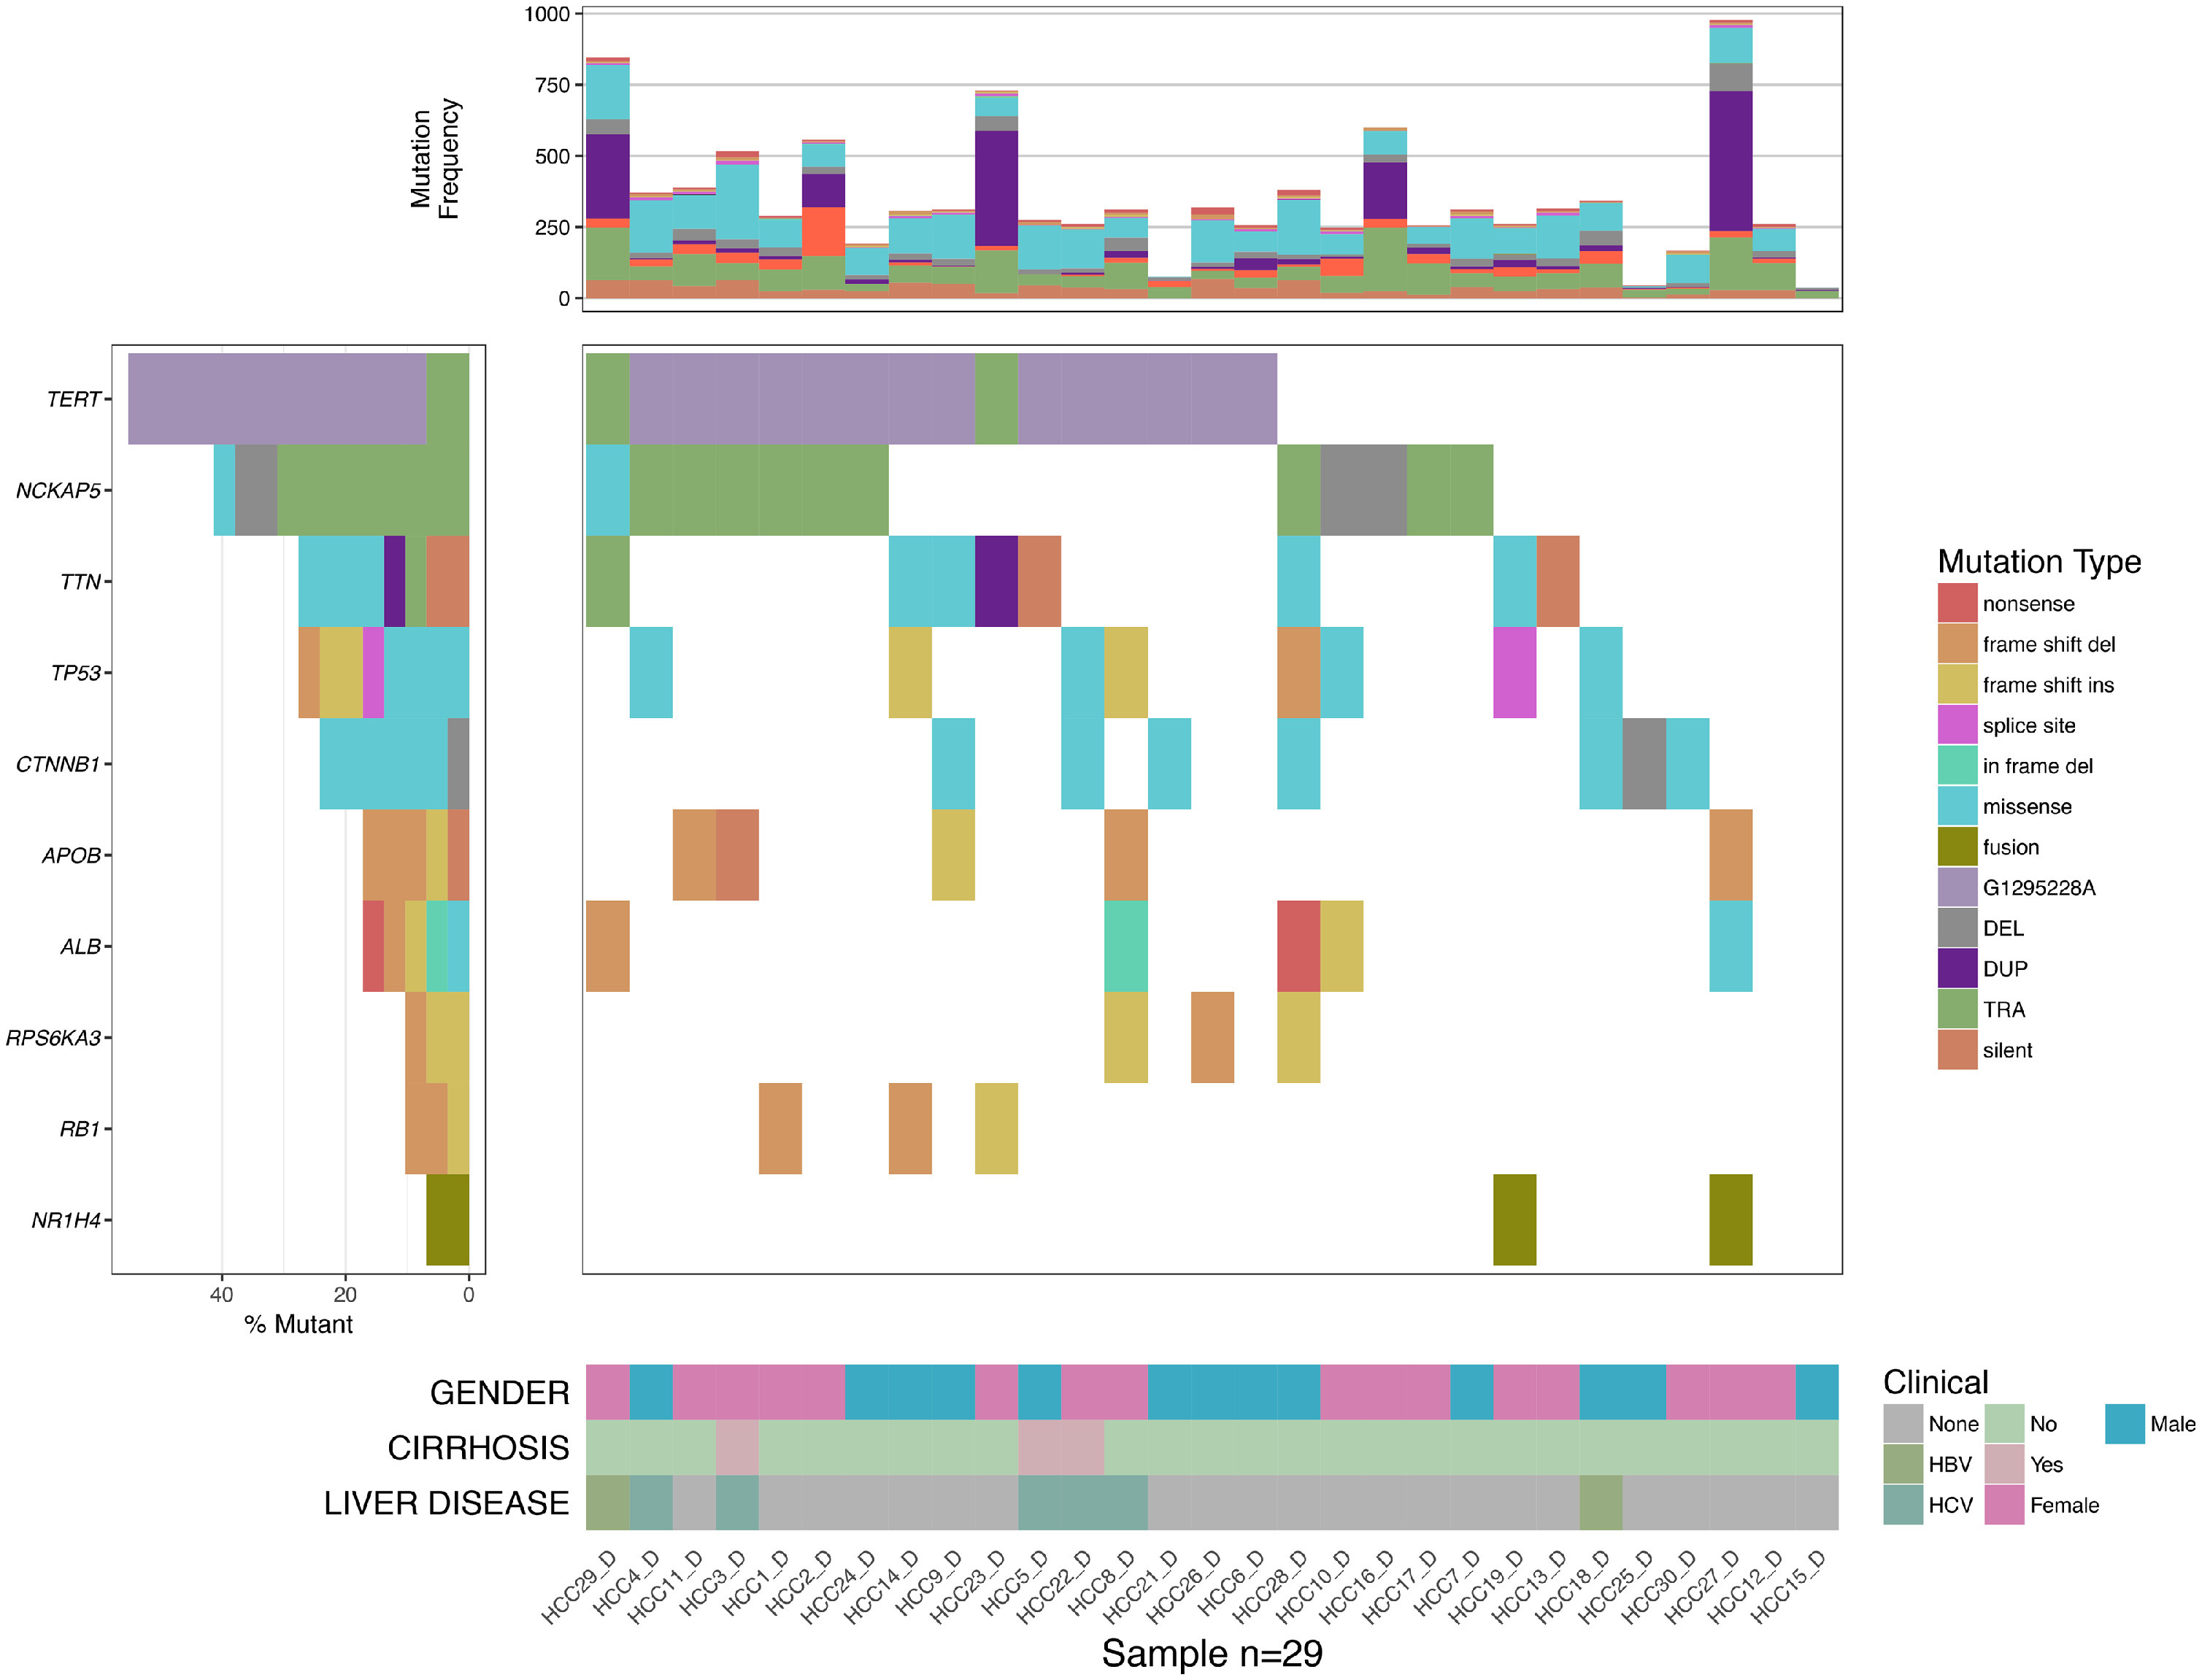 1000
750
500
250
0
Mutation
Frequency
TERT
NCKAP5
TTN
TP53
CTNNB1
APOB
ALB
RPS6KA3
RB1
NR1H4
40 20 0
% Mutant
Mutation Type
nonsense
frame shift del
frame shift ins
splice site
in frame del
missense
fusion
G1295228A
DEL
DUP
TRA
silent
GENDER
CIRRHOSIS
LIVER DISEASE
Clinical
None No Male
HBV Yes
HCV Female
HCC29_D HCC4_D HCC11_D HCC3_D HCC1_D HCC2_D HCC24_D HCC14_D HCC9_D HCC23_D HCC5_D HCC22_D HCC8_D HCC21_D HCC26_D HCC6_D HCC28_D HCC10_D HCC16_D HCC17_D HCC7_D HCC19_D HCC13_D HCC18_D HCC25_D HCC30_D HCC27_D HCC12_D HCC15_D
Sample n=29